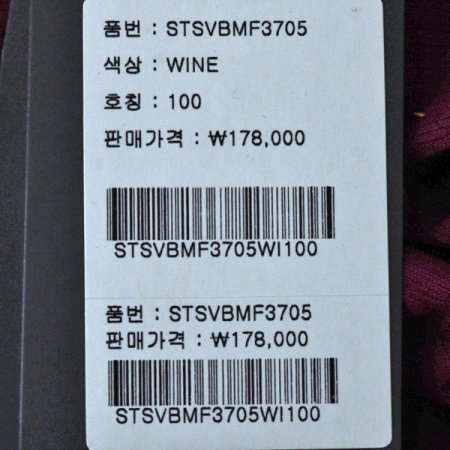 품번 : STSVBMF3705
색상 : WINE
호칭 : 100
판매가격 : ₩178,000
STSVBMF3705WI100
품번 : STSVBMF3705
판매가격 : ₩178,000
STSVBMF3705WI100